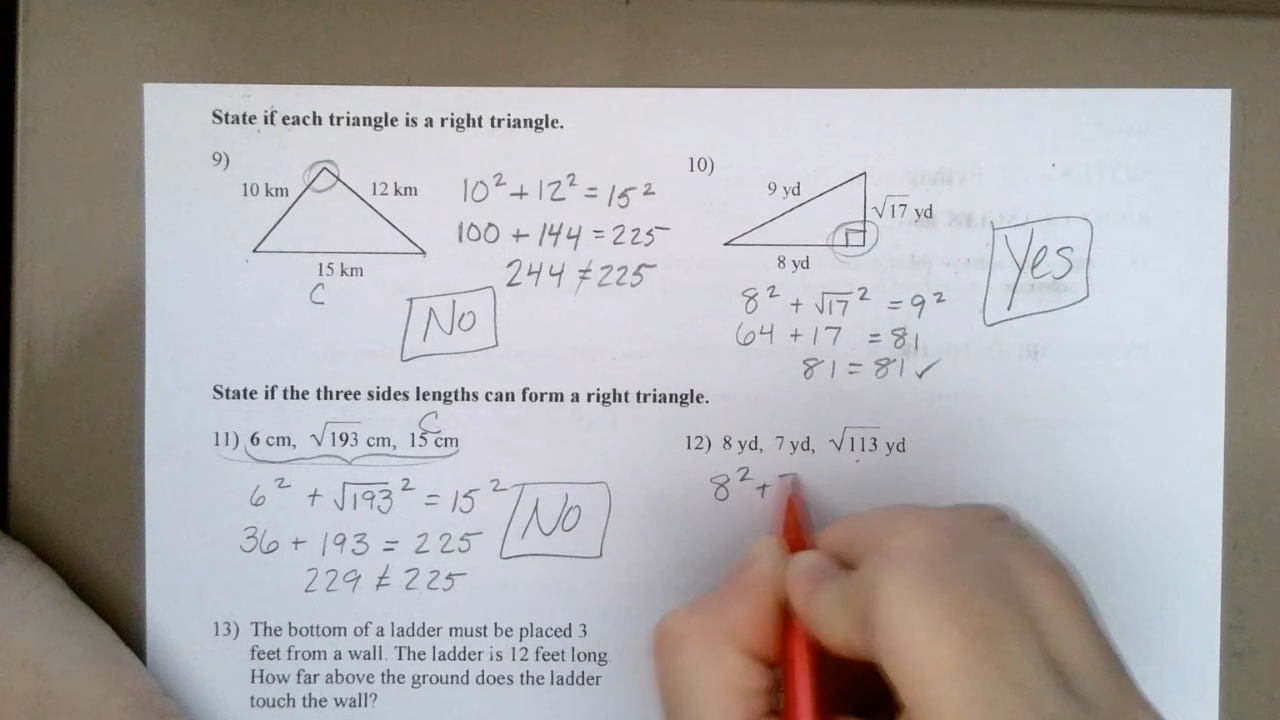 State if each triangle is a right triangle.
9)
10 km
12 km
15 km
C
10² + 12² = 15²
100 + 144 = 225
244 ≠ 225
No
10)
9 yd
√17 yd
8 yd
8² + √17² = 9²
64 + 17 = 81
81 = 81 ✓
Yes
State if the three sides lengths can form a right triangle.
C
11) 6 cm, √193 cm, 15 cm
6² + √193² = 15²
36 + 193 = 225
229 ≠ 225
No
12) 8 yd, 7 yd, √113 yd
8² +
13) The bottom of a ladder must be placed 3
feet from a wall. The ladder is 12 feet long.
How far above the ground does the ladder
touch the wall?